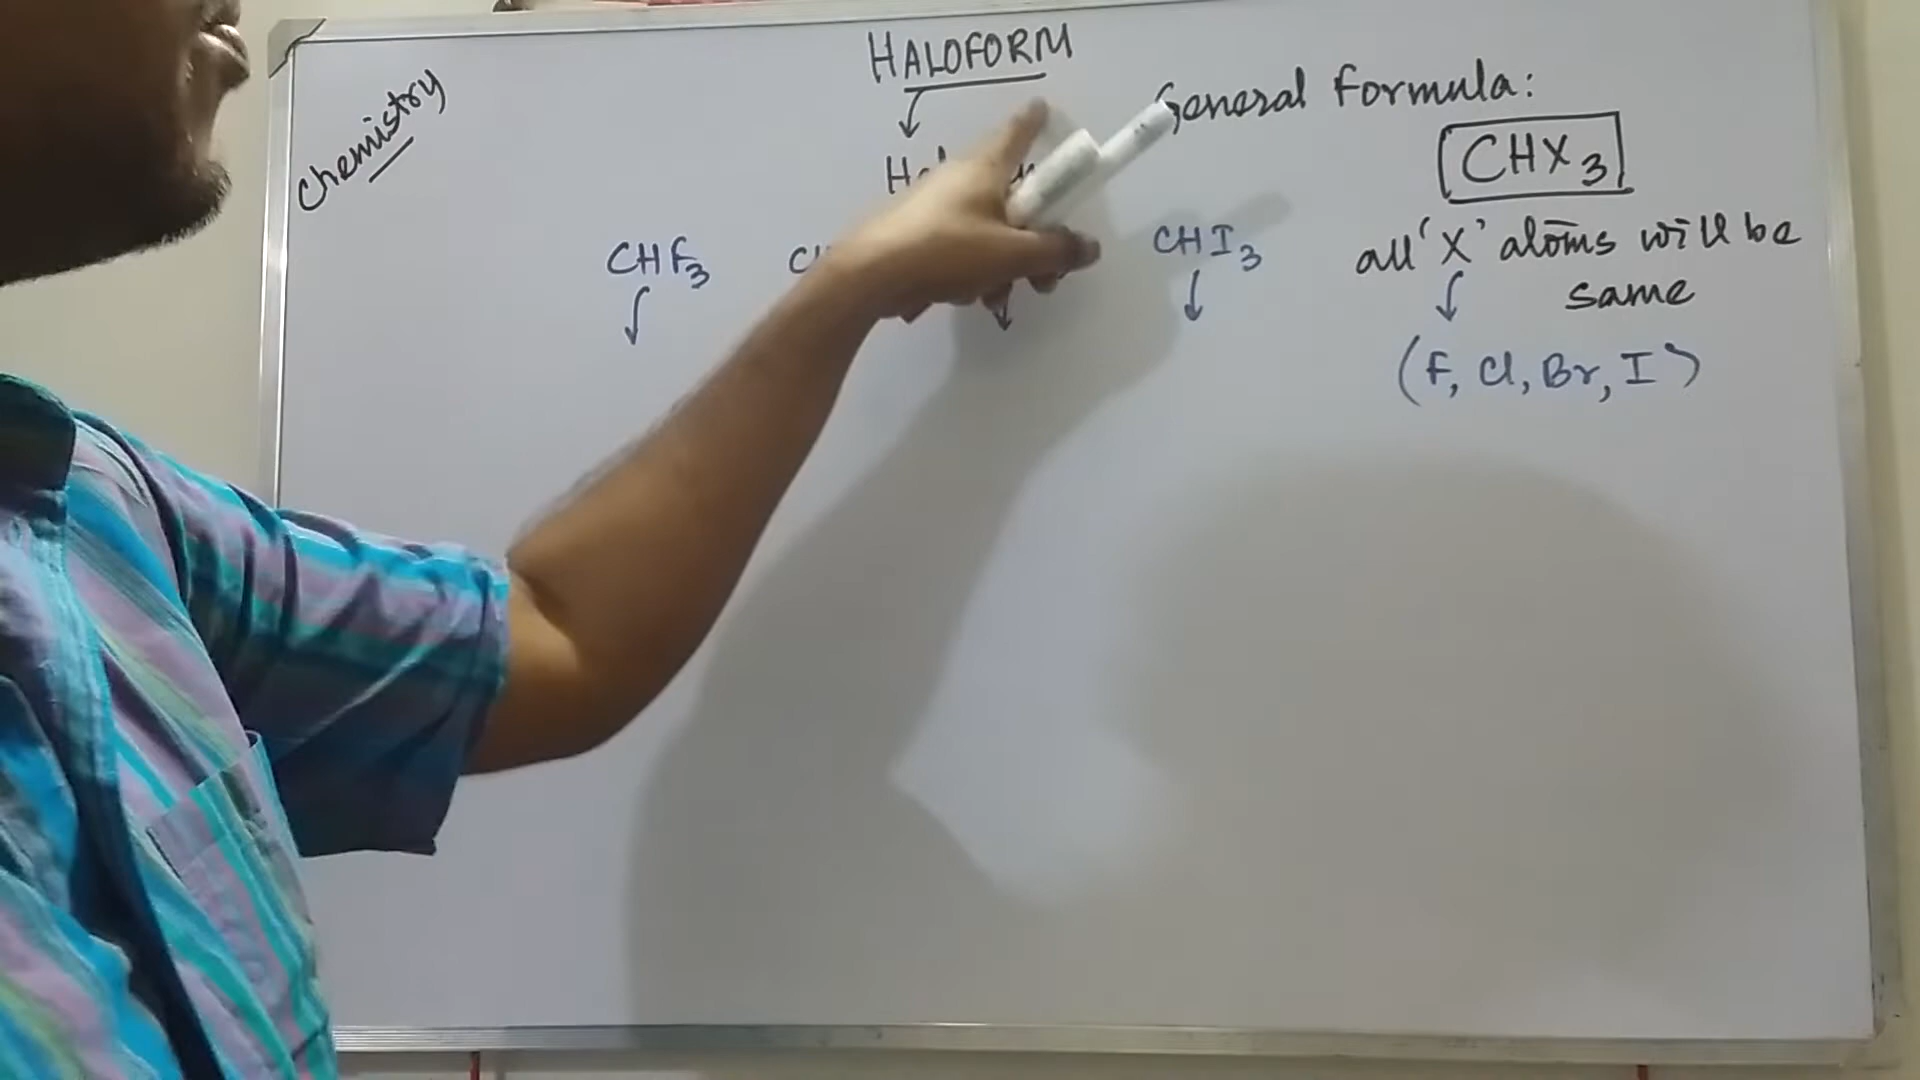 HALOFORM
Chemistry
General Formula:
CHX3
CHF3
CHI3
all 'X' atoms will be
same
(F, Cl, Br, I)